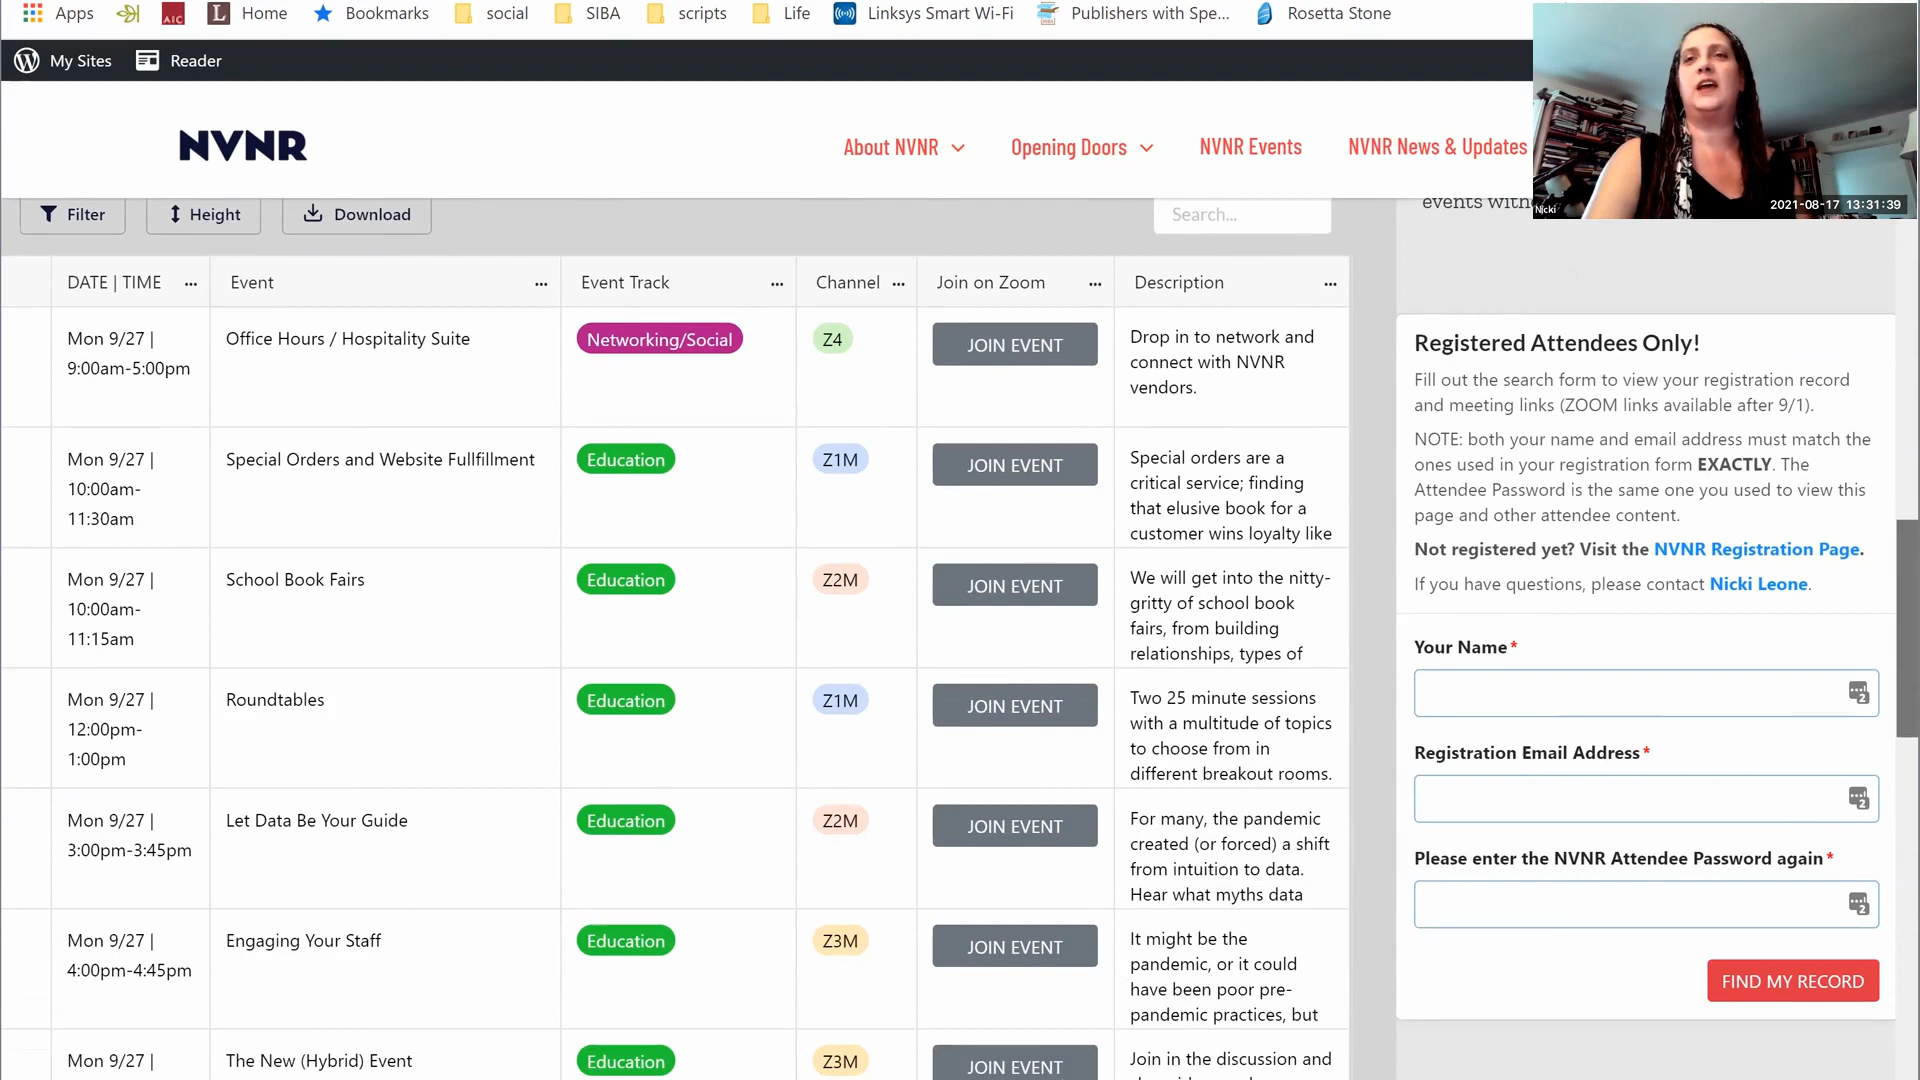 Apps
AIC
L
Home
Bookmarks
social
SIBA
scripts
Life
Linksys Smart Wi-Fi
Publishers with Spe...
Rosetta Stone
My Sites
Reader
NVNR
About NVNR
Opening Doors
NVNR Events
NVNR News & Updates
Nicki
2021-08-17 13:31:39
Filter
Height
Download
Search...
DATE | TIME ...
Event ...
Event Track ...
Channel ...
Join on Zoom ...
Description ...
Mon 9/27 |
9:00am-5:00pm
Office Hours / Hospitality Suite
Networking/Social
Z4
JOIN EVENT
Drop in to network and
connect with NVNR
vendors.
Mon 9/27 |
10:00am-
11:30am
Special Orders and Website Fullfillment
Education
Z1M
JOIN EVENT
Special orders are a
critical service; finding
that elusive book for a
customer wins loyalty like
Mon 9/27 |
10:00am-
11:15am
School Book Fairs
Education
Z2M
JOIN EVENT
We will get into the nitty-
gritty of school book
fairs, from building
relationships, types of
Mon 9/27 |
12:00pm-
1:00pm
Roundtables
Education
Z1M
JOIN EVENT
Two 25 minute sessions
with a multitude of topics
to choose from in
different breakout rooms.
Mon 9/27 |
3:00pm-3:45pm
Let Data Be Your Guide
Education
Z2M
JOIN EVENT
For many, the pandemic
created (or forced) a shift
from intuition to data.
Hear what myths data
Mon 9/27 |
4:00pm-4:45pm
Engaging Your Staff
Education
Z3M
JOIN EVENT
It might be the
pandemic, or it could
have been poor pre-
pandemic practices, but
Mon 9/27 |
The New (Hybrid) Event
Education
Z3M
JOIN EVENT
Join in the discussion and
events
Registered Attendees Only!
Fill out the search form to view your registration record
and meeting links (ZOOM links available after 9/1).
NOTE: both your name and email address must match the
ones used in your registration form EXACTLY. The
Attendee Password is the same one you used to view this
page and other attendee content.
Not registered yet? Visit the NVNR Registration Page.
If you have questions, please contact Nicki Leone.
Your Name*
2
Registration Email Address*
2
Please enter the NVNR Attendee Password again*
2
FIND MY RECORD